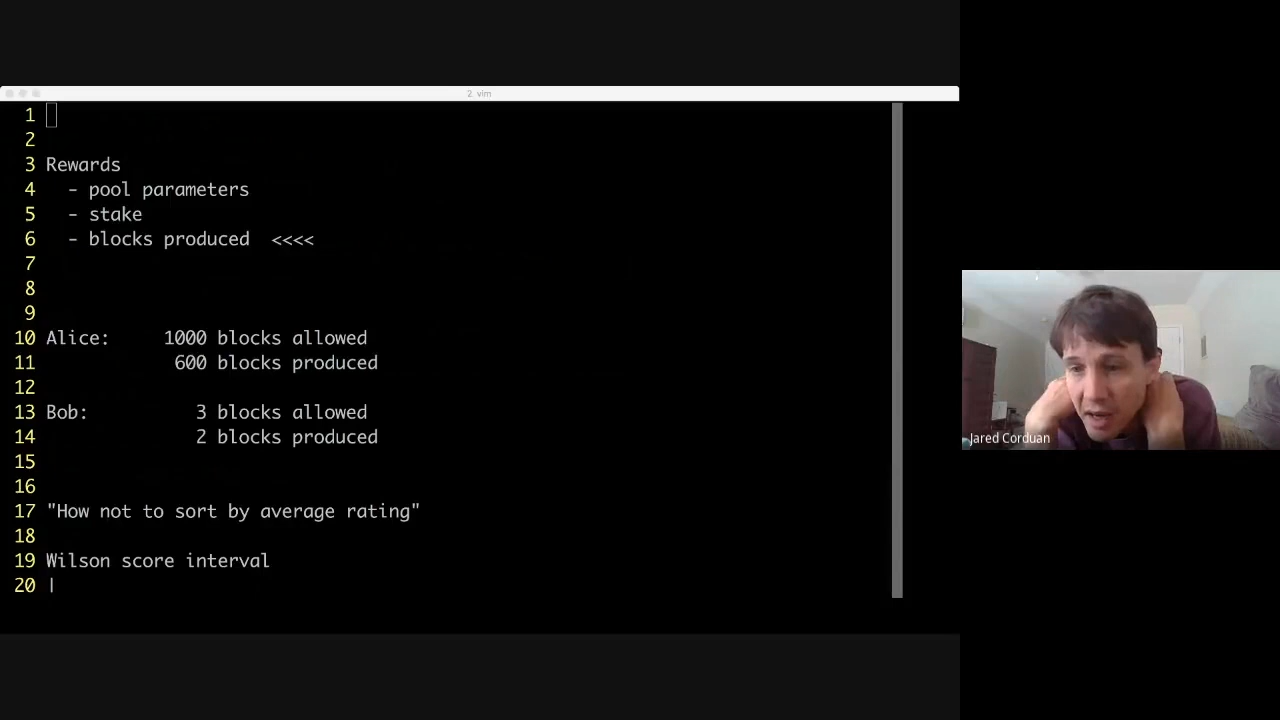 2. vim
1
2
3 Rewards
4 - pool parameters
5 - stake
6 - blocks produced <<<<
7
8
9
10 Alice: 1000 blocks allowed
11 600 blocks produced
12
13 Bob: 3 blocks allowed
14 2 blocks produced
15
16
17 "How not to sort by average rating"
18
19 Wilson score interval
20 |
Jared Corduan